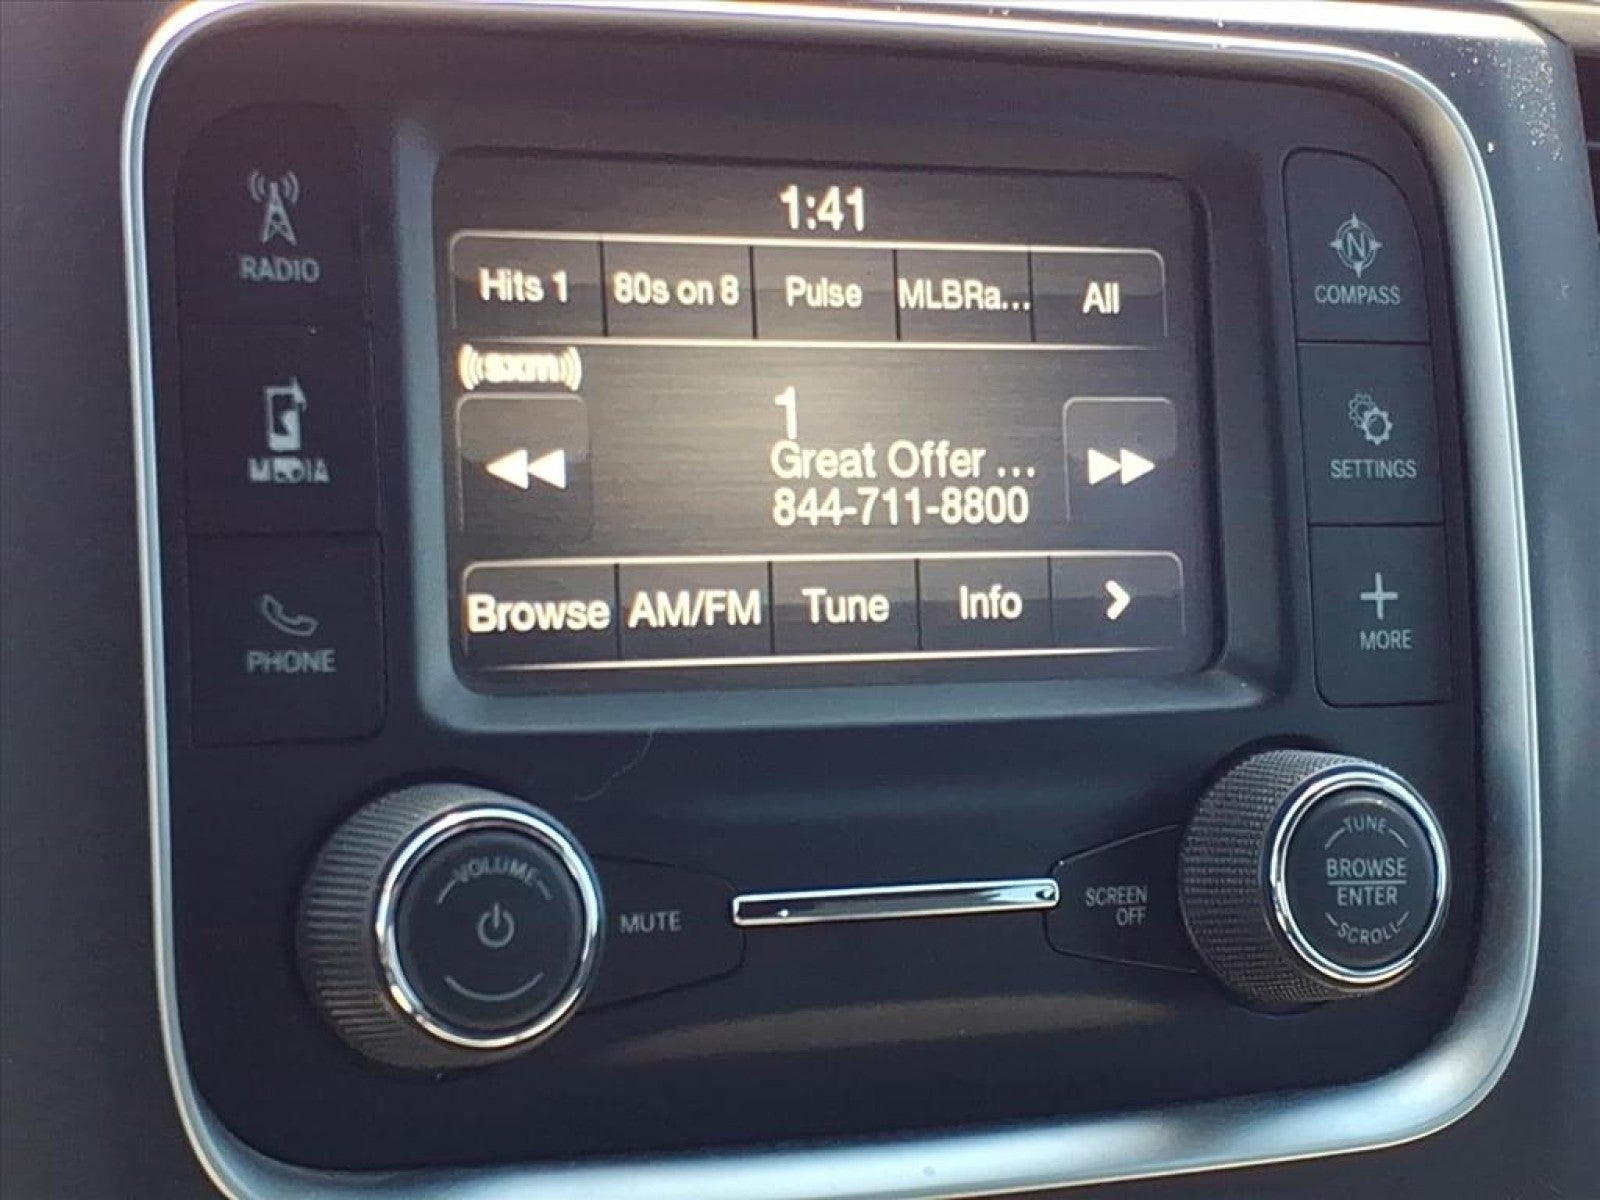 1:41
Hits 1 80s on 8 Pulse MLBRa... All
((sxm))
1
Great Offer ...
844-711-8800
Browse AM/FM Tune Info >
RADIO
MEDIA
PHONE
N
COMPASS
SETTINGS
+
MORE
VOLUME
MUTE
SCREEN
OFF
TUNE
BROWSE
ENTER
SCROLL